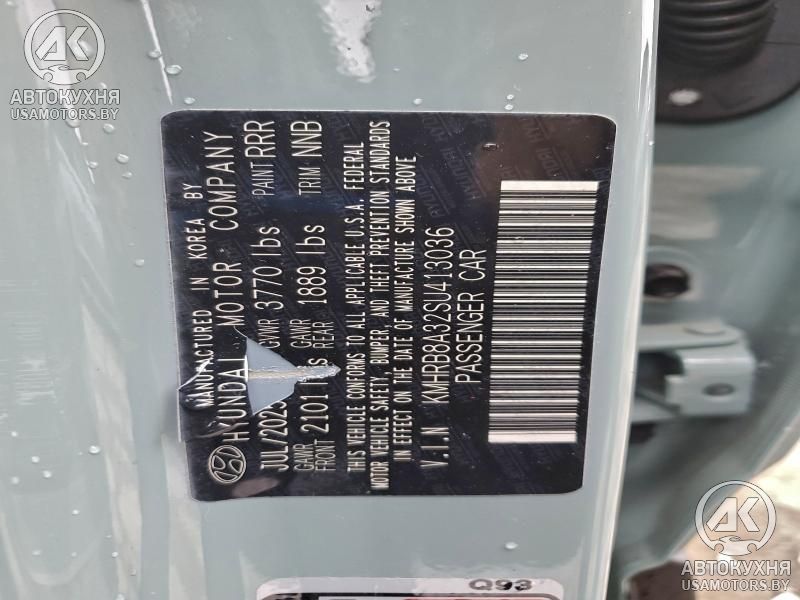 АВТОКУХНЯ
USAMOTORS.BY
MANUFACTURED IN KOREA BY
HYUNDAI MOTOR COMPANY
GVWR 3770 lbs PAINT RRR
GAWR FRONT 2101 GAWR REAR 1889 lbs TRIM NNB
THIS VEHICLE CONFORMS TO ALL APPLICABLE U.S.A. FEDERAL
MOTOR VEHICLE SAFETY, BUMPER, AND THEFT PREVENTION STANDARDS
IN EFFECT ON THE DATE OF MANUFACTURE SHOWN ABOVE
V.I.N KMHRB8A32SU413036
PASSENGER CAR
Q93
АВТОКУХНЯ
USAMOTORS.BY